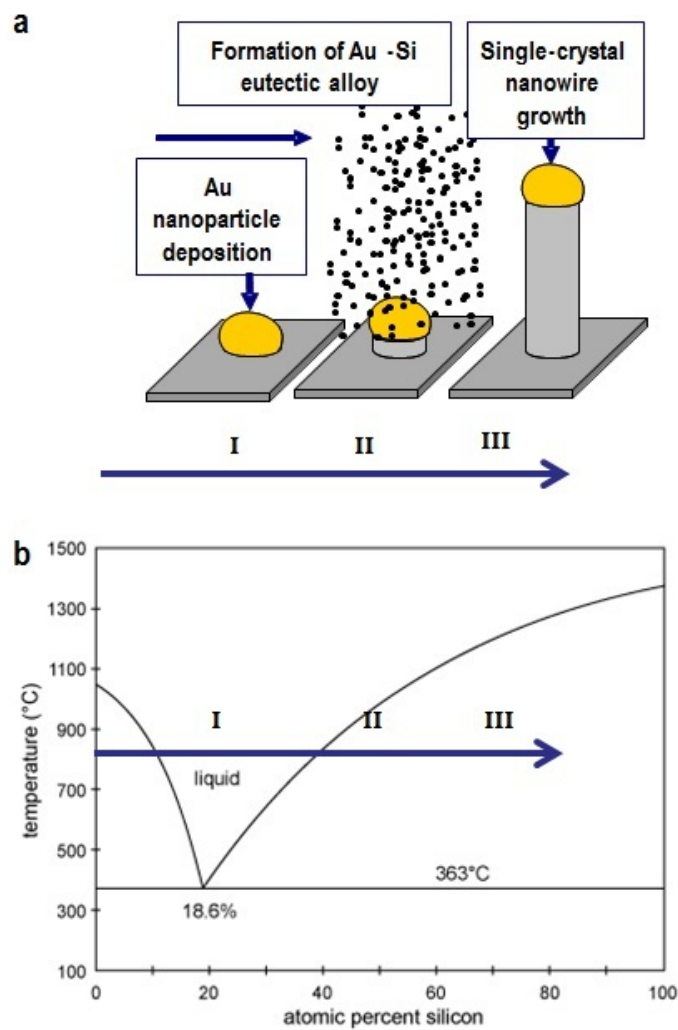 a
Formation of Au -Si
eutectic alloy
Single-crystal
nanowire
growth
Au
nanoparticle
deposition
I II III
b
1500
1300
1100
900
700
500
300
100
temperature (°C)
I II III
liquid
363°C
18.6%
0 20 40 60 80 100
atomic percent silicon